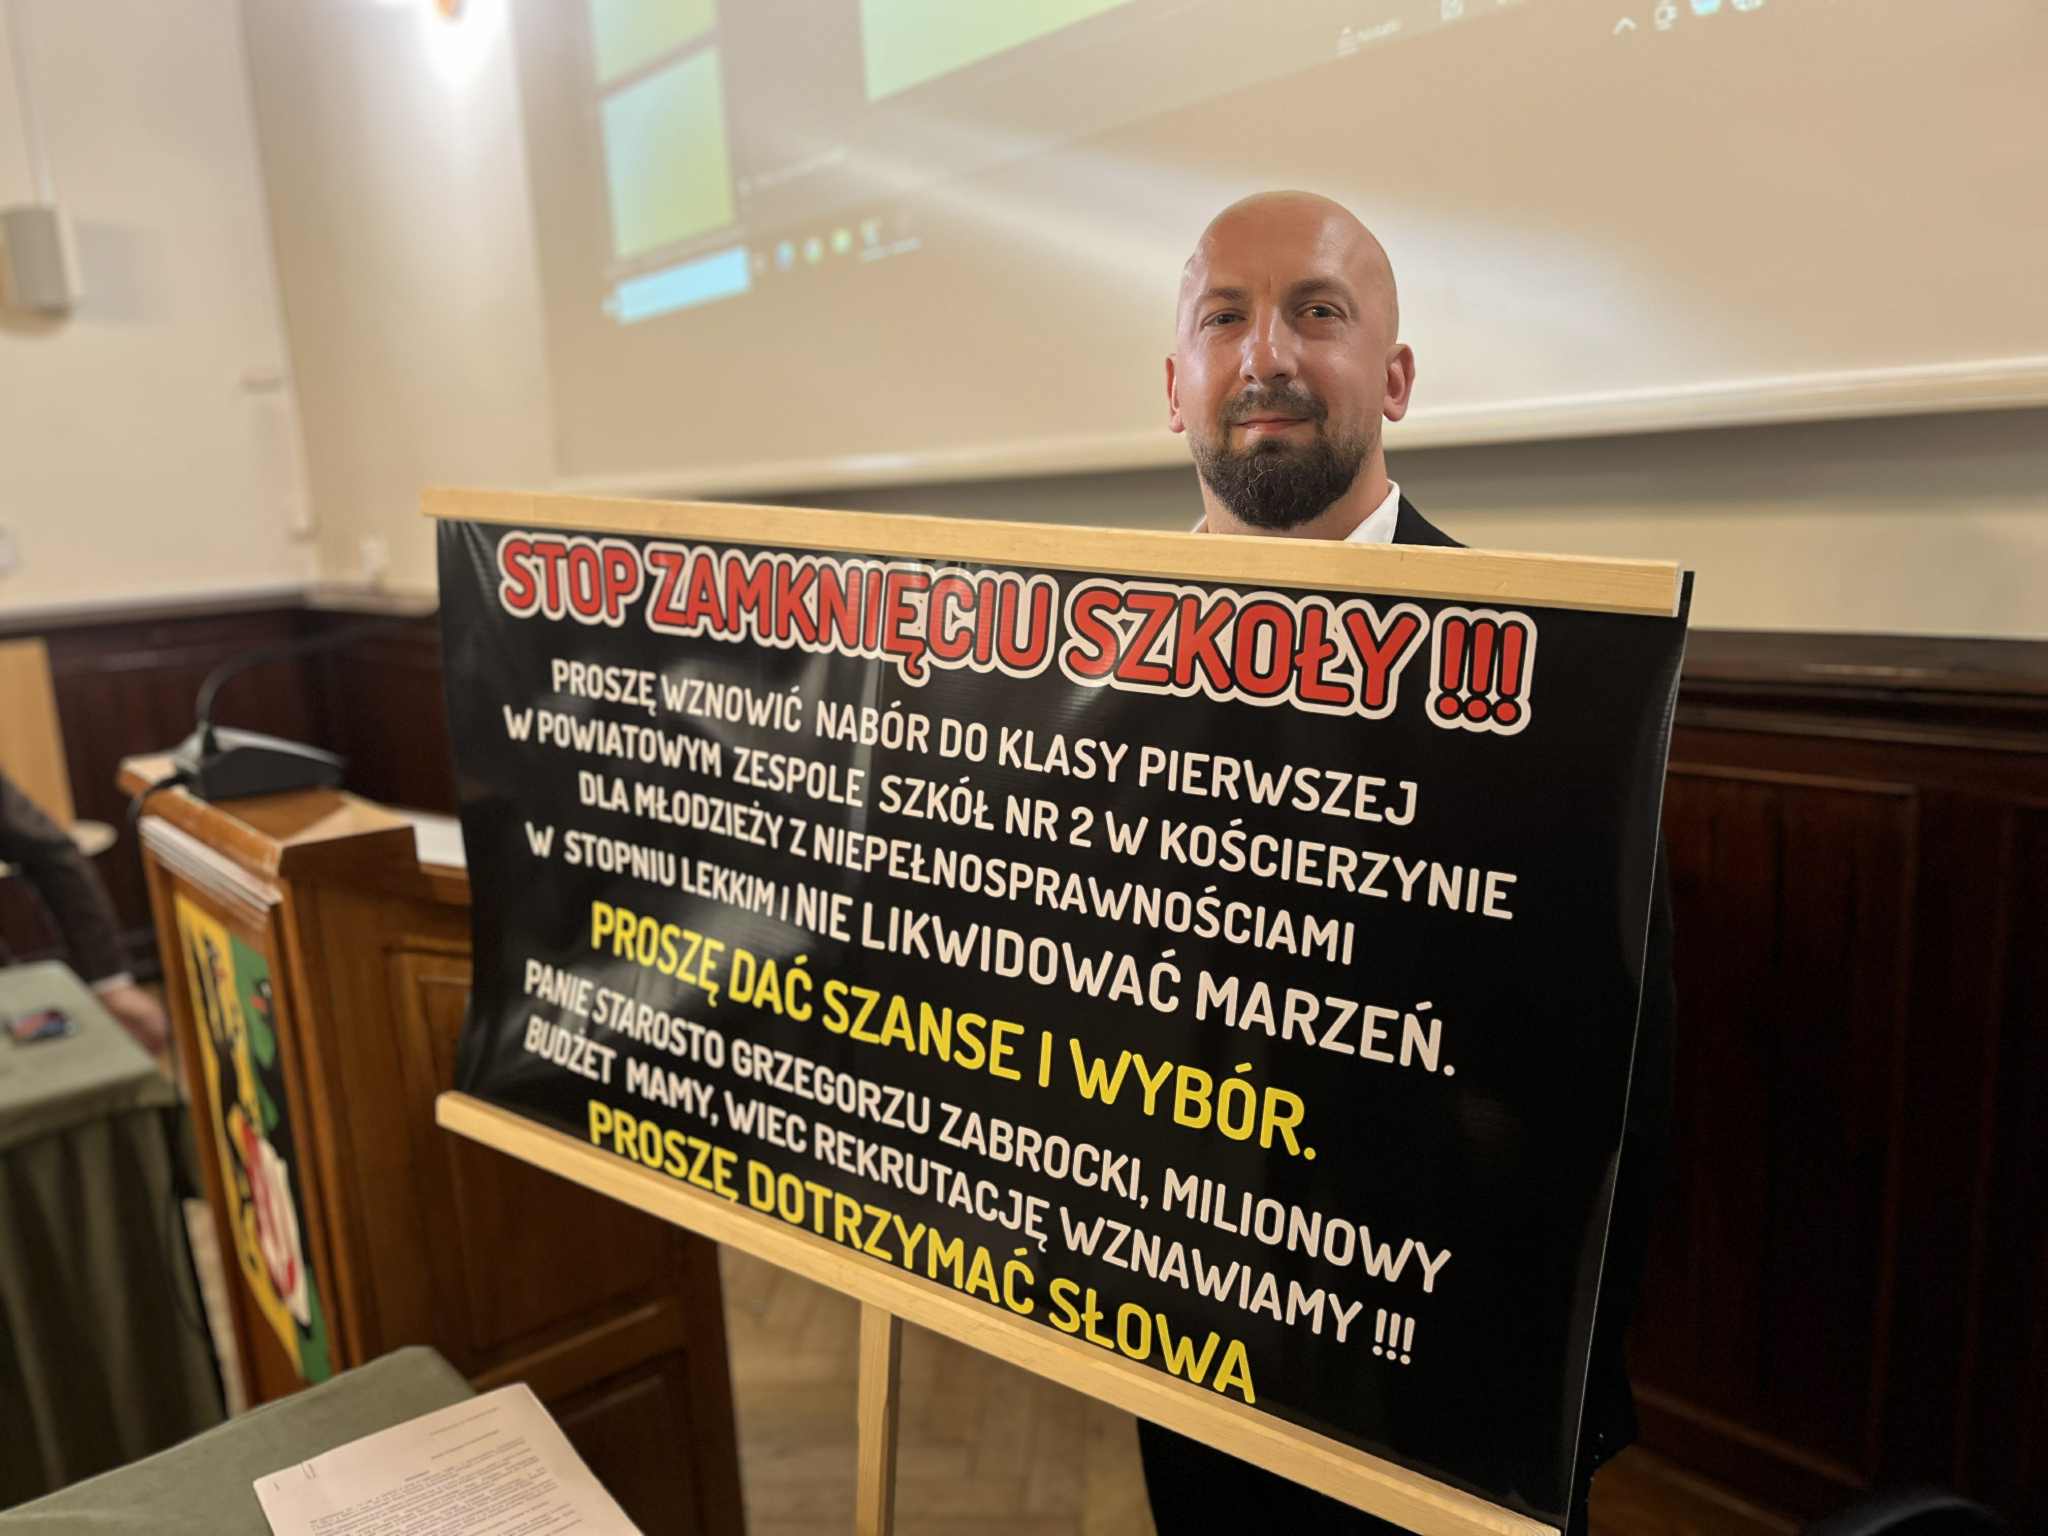 STOP ZAMKNIĘCIU SZKOŁY !!!
PROSZĘ WZNOWIĆ NABÓR DO KLASY PIERWSZEJ
W POWIATOWYM ZESPOLE SZKÓŁ NR 2 W KOŚCIERZYNIE
DLA MŁODZIEŻY Z NIEPEŁNOSPRAWNOŚCIAMI
W STOPNIU LEKKIM I NIE LIKWIDOWAĆ MARZEŃ.
PROSZĘ DAĆ SZANSE I WYBÓR.
PANIE STAROSTO GRZEGORZU ZABROCKI, MILIONOWY
BUDŻET MAMY, WIEC REKRUTACJĘ WZNAWIAMY !!!
PROSZĘ DOTRZYMAĆ SŁOWA